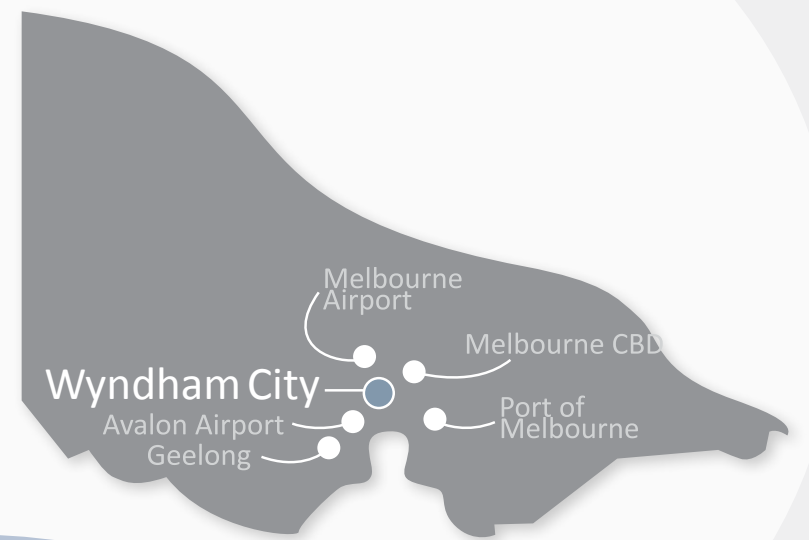 Melbourne
Airport
Melbourne CBD
Wyndham City
Port of
Melbourne
Avalon Airport
Geelong